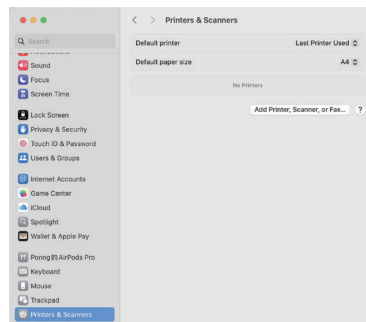 Printers & Scanners
Search
Default printer
Last Printer Used
Default paper size
A4
No Printers
Add Printer, Scanner, or Fax...
?
Notifications
Sound
Focus
Screen Time
Lock Screen
Privacy & Security
Touch ID & Password
Users & Groups
Internet Accounts
Game Center
iCloud
Spotlight
Wallet & Apple Pay
Ponng的AirPods Pro
Keyboard
Mouse
Trackpad
Printers & Scanners